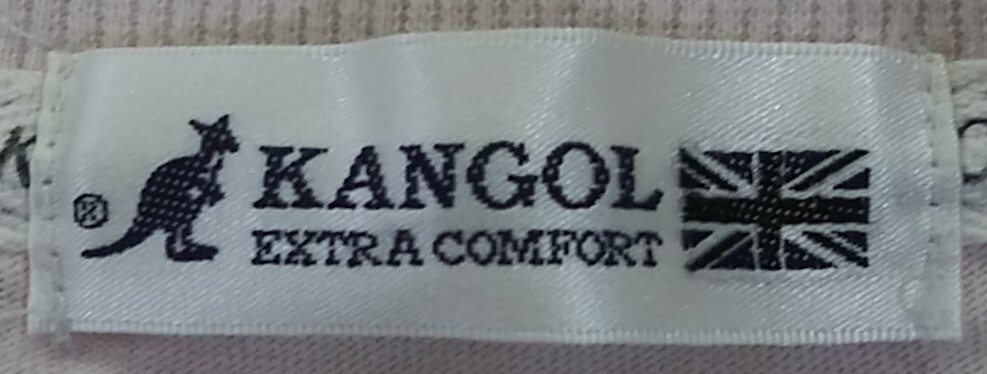 ® KANGOL
EXTRA COMFORT